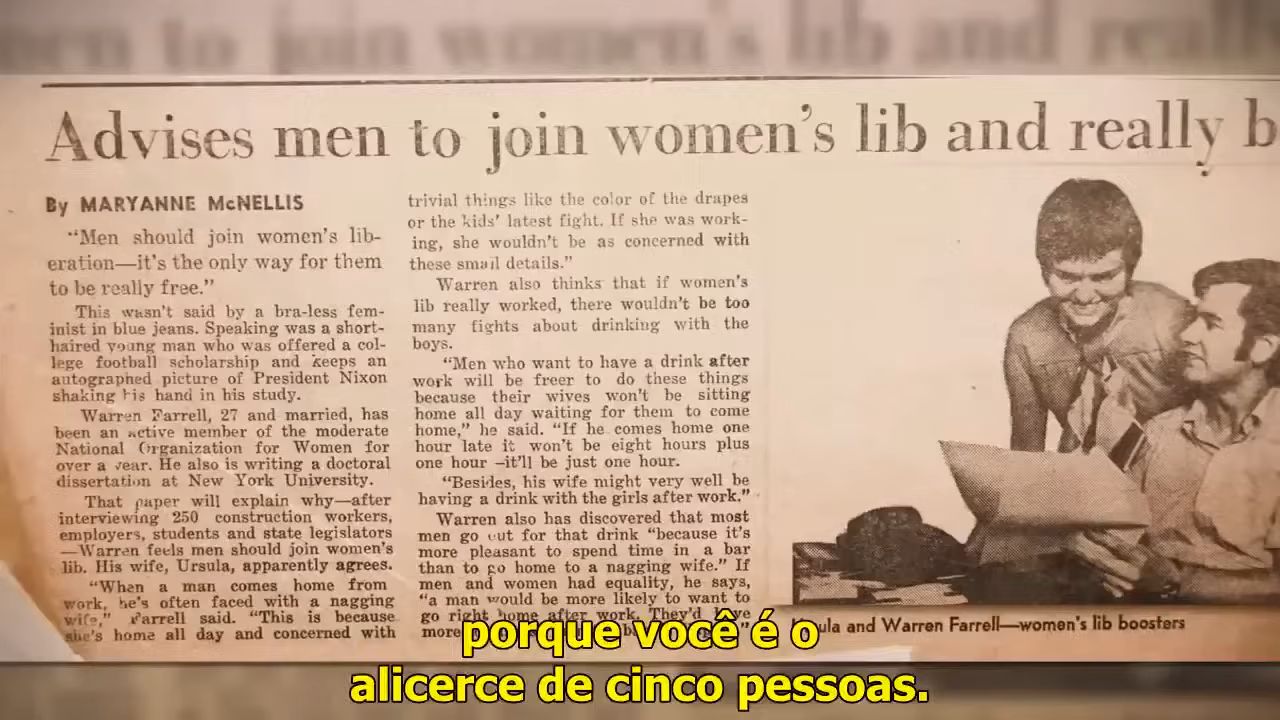 men to join women's lib and really
Advises men to join women's lib and really b
By MARYANNE McNELLIS
"Men should join women's lib-
eration—it's the only way for them
to be really free."
This wasn't said by a bra-less fem-
inist in blue jeans. Speaking was a short-
haired young man who was offered a col-
lege football scholarship and keeps an
autographed picture of President Nixon
shaking his hand in his study.
Warren Farrell, 27 and married, has
been an active member of the moderate
National Organization for Women for
over a year. He also is writing a doctoral
dissertation at New York University.
That paper will explain why—after
interviewing 250 construction workers,
employers, students and state legislators
—Warren feels men should join women's
lib. His wife, Ursula, apparently agrees.
"When a man comes home from
work, he's often faced with a nagging
wife," Farrell said. "This is because
she's home all day and concerned with
trivial things like the color of the drapes
or the kids' latest fight. If she was work-
ing, she wouldn't be as concerned with
these small details."
Warren also thinks that if women's
lib really worked, there wouldn't be too
many fights about drinking with the
boys.
"Men who want to have a drink after
work will be freer to do these things
because their wives won't be sitting
home all day waiting for them to come
home," he said. "If he comes home one
hour late it won't be eight hours plus
one hour—it'll be just one hour.
"Besides, his wife might very well be
having a drink with the girls after work."
Warren also has discovered that most
men go out for that drink "because it's
more pleasant to spend time in a bar
than to go home to a nagging wife." If
men and women had equality, he says,
"a man would be more likely to want to
go right home after work. They'd have
more
Ursula and Warren Farrell—women's lib boosters
porque você é o
alicerce de cinco pessoas.